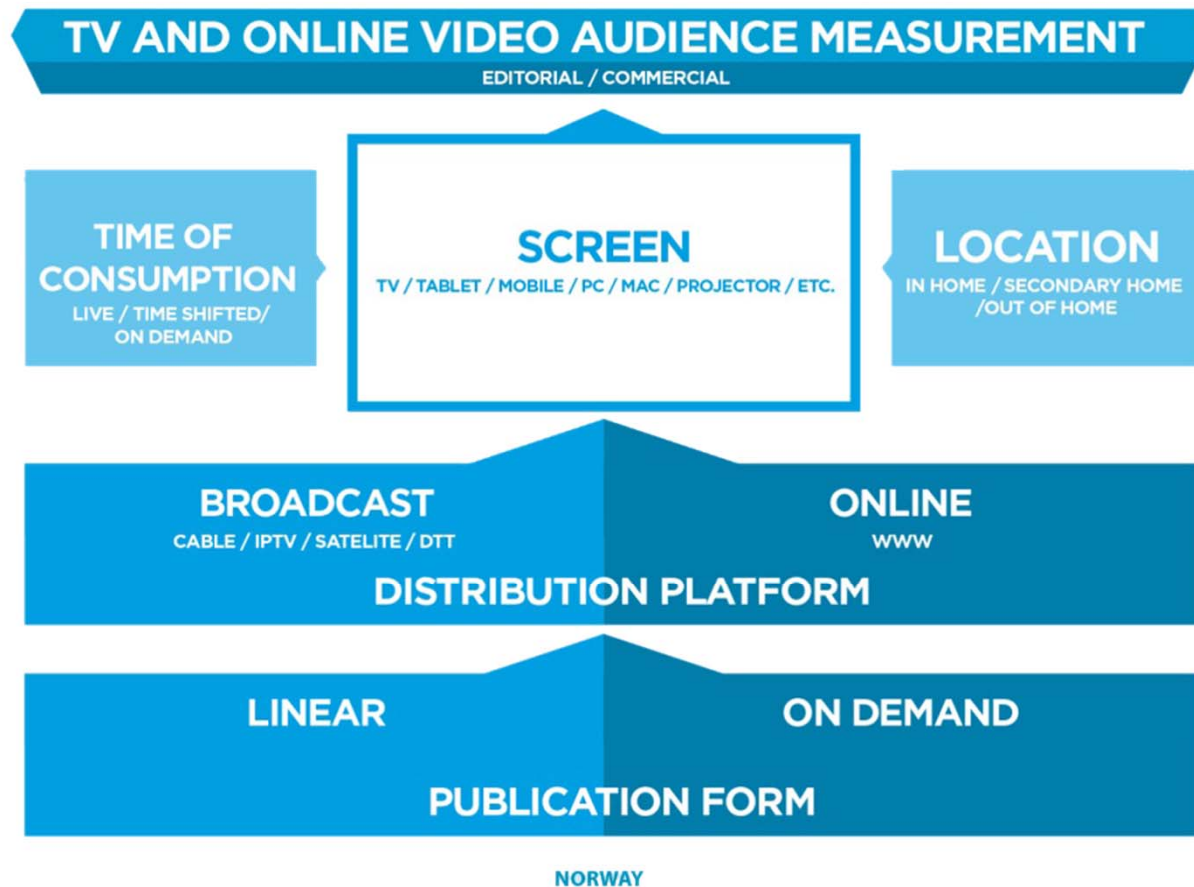 TV AND ONLINE VIDEO AUDIENCE MEASUREMENT
EDITORIAL / COMMERCIAL
TIME OF
CONSUMPTION
LIVE / TIME SHIFTED/
ON DEMAND
SCREEN
TV / TABLET / MOBILE / PC / MAC / PROJECTOR / ETC.
LOCATION
IN HOME / SECONDARY HOME
/OUT OF HOME
BROADCAST
CABLE / IPTV / SATELITE / DTT
ONLINE
WWW
DISTRIBUTION PLATFORM
LINEAR
ON DEMAND
PUBLICATION FORM
NORWAY